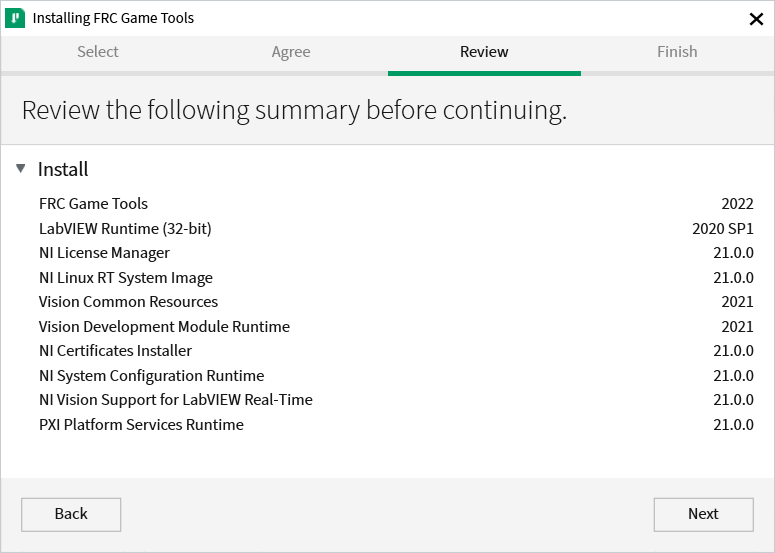 Installing FRC Game Tools
Select Agree Review Finish
Review the following summary before continuing.
Install
FRC Game Tools 2022
LabVIEW Runtime (32-bit) 2020 SP1
NI License Manager 21.0.0
NI Linux RT System Image 21.0.0
Vision Common Resources 2021
Vision Development Module Runtime 2021
NI Certificates Installer 21.0.0
NI System Configuration Runtime 21.0.0
NI Vision Support for LabVIEW Real-Time 21.0.0
PXI Platform Services Runtime 21.0.0
Back Next